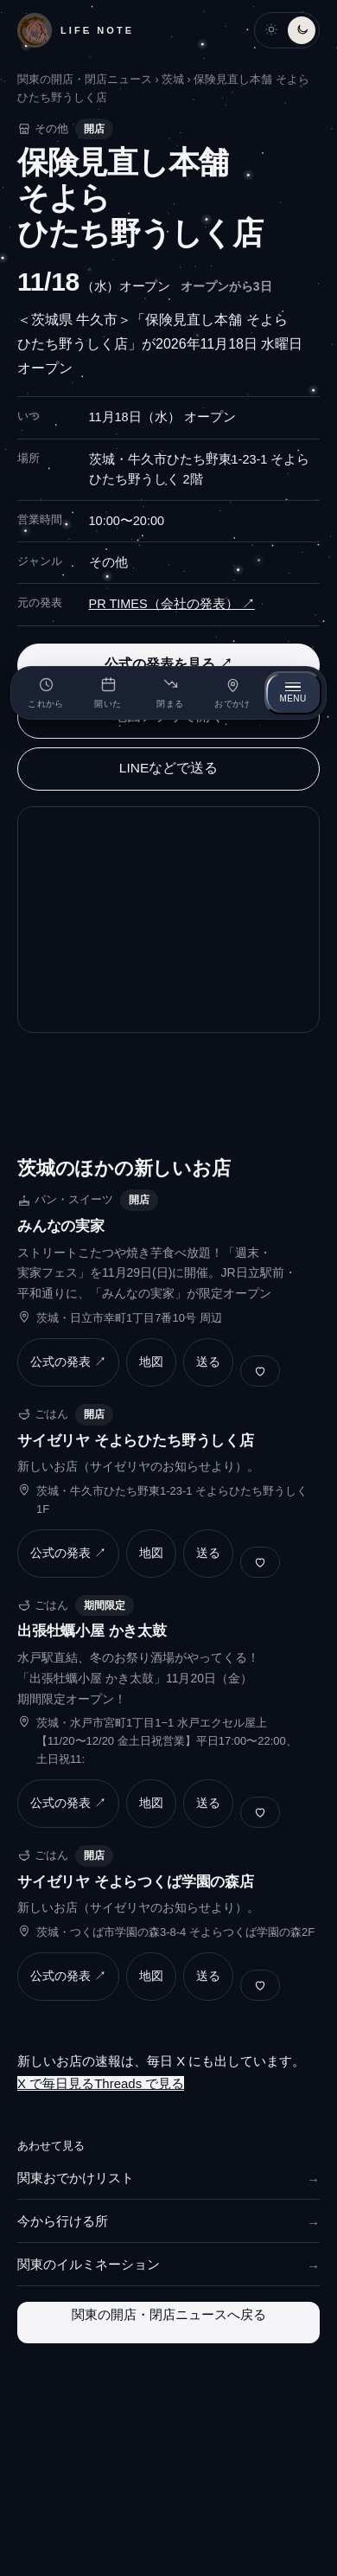 LIFE NOTE
関東の開店・閉店ニュース › 茨城 › 保険見直し本舗 そよら
ひたち野うしく店
その他 開店
保険見直し本舗
そよら
ひたち野うしく店
11/18（水）オープン オープンから3日
＜茨城県 牛久市＞「保険見直し本舗 そよら
ひたち野うしく店」が2026年11月18日 水曜日
オープン
いつ 11月18日（水） オープン
場所 茨城・牛久市ひたち野東1-23-1 そよら
ひたち野うしく 2階
営業時間 10:00〜20:00
ジャンル その他
元の発表 PR TIMES（会社の発表） ↗
公式の発表を見る ↗
これから 開いた 閉まる おでかけ MENU
LINEなどで送る
茨城のほかの新しいお店
パン・スイーツ 開店
みんなの実家
ストリートこたつや焼き芋食べ放題！「週末・
実家フェス」を11月29日(日)に開催。JR日立駅前・
平和通りに、「みんなの実家」が限定オープン
茨城・日立市幸町1丁目7番10号 周辺
公式の発表 ↗ 地図 送る
ごはん 開店
サイゼリヤ そよらひたち野うしく店
新しいお店（サイゼリヤのお知らせより）。
茨城・牛久市ひたち野東1-23-1 そよらひたち野うしく
1F
公式の発表 ↗ 地図 送る
ごはん 期間限定
出張牡蠣小屋 かき太鼓
水戸駅直結、冬のお祭り酒場がやってくる！
「出張牡蠣小屋 かき太鼓」11月20日（金）
期間限定オープン！
茨城・水戸市宮町1丁目1−1 水戸エクセル屋上
【11/20〜12/20 金土日祝営業】平日17:00〜22:00、
土日祝11:
公式の発表 ↗ 地図 送る
ごはん 開店
サイゼリヤ そよらつくば学園の森店
新しいお店（サイゼリヤのお知らせより）。
茨城・つくば市学園の森3-8-4 そよらつくば学園の森2F
公式の発表 ↗ 地図 送る
新しいお店の速報は、毎日 X にも出しています。
X で毎日見るThreads で見る
あわせて見る
関東おでかけリスト →
今から行ける所 →
関東のイルミネーション →
関東の開店・閉店ニュースへ戻る